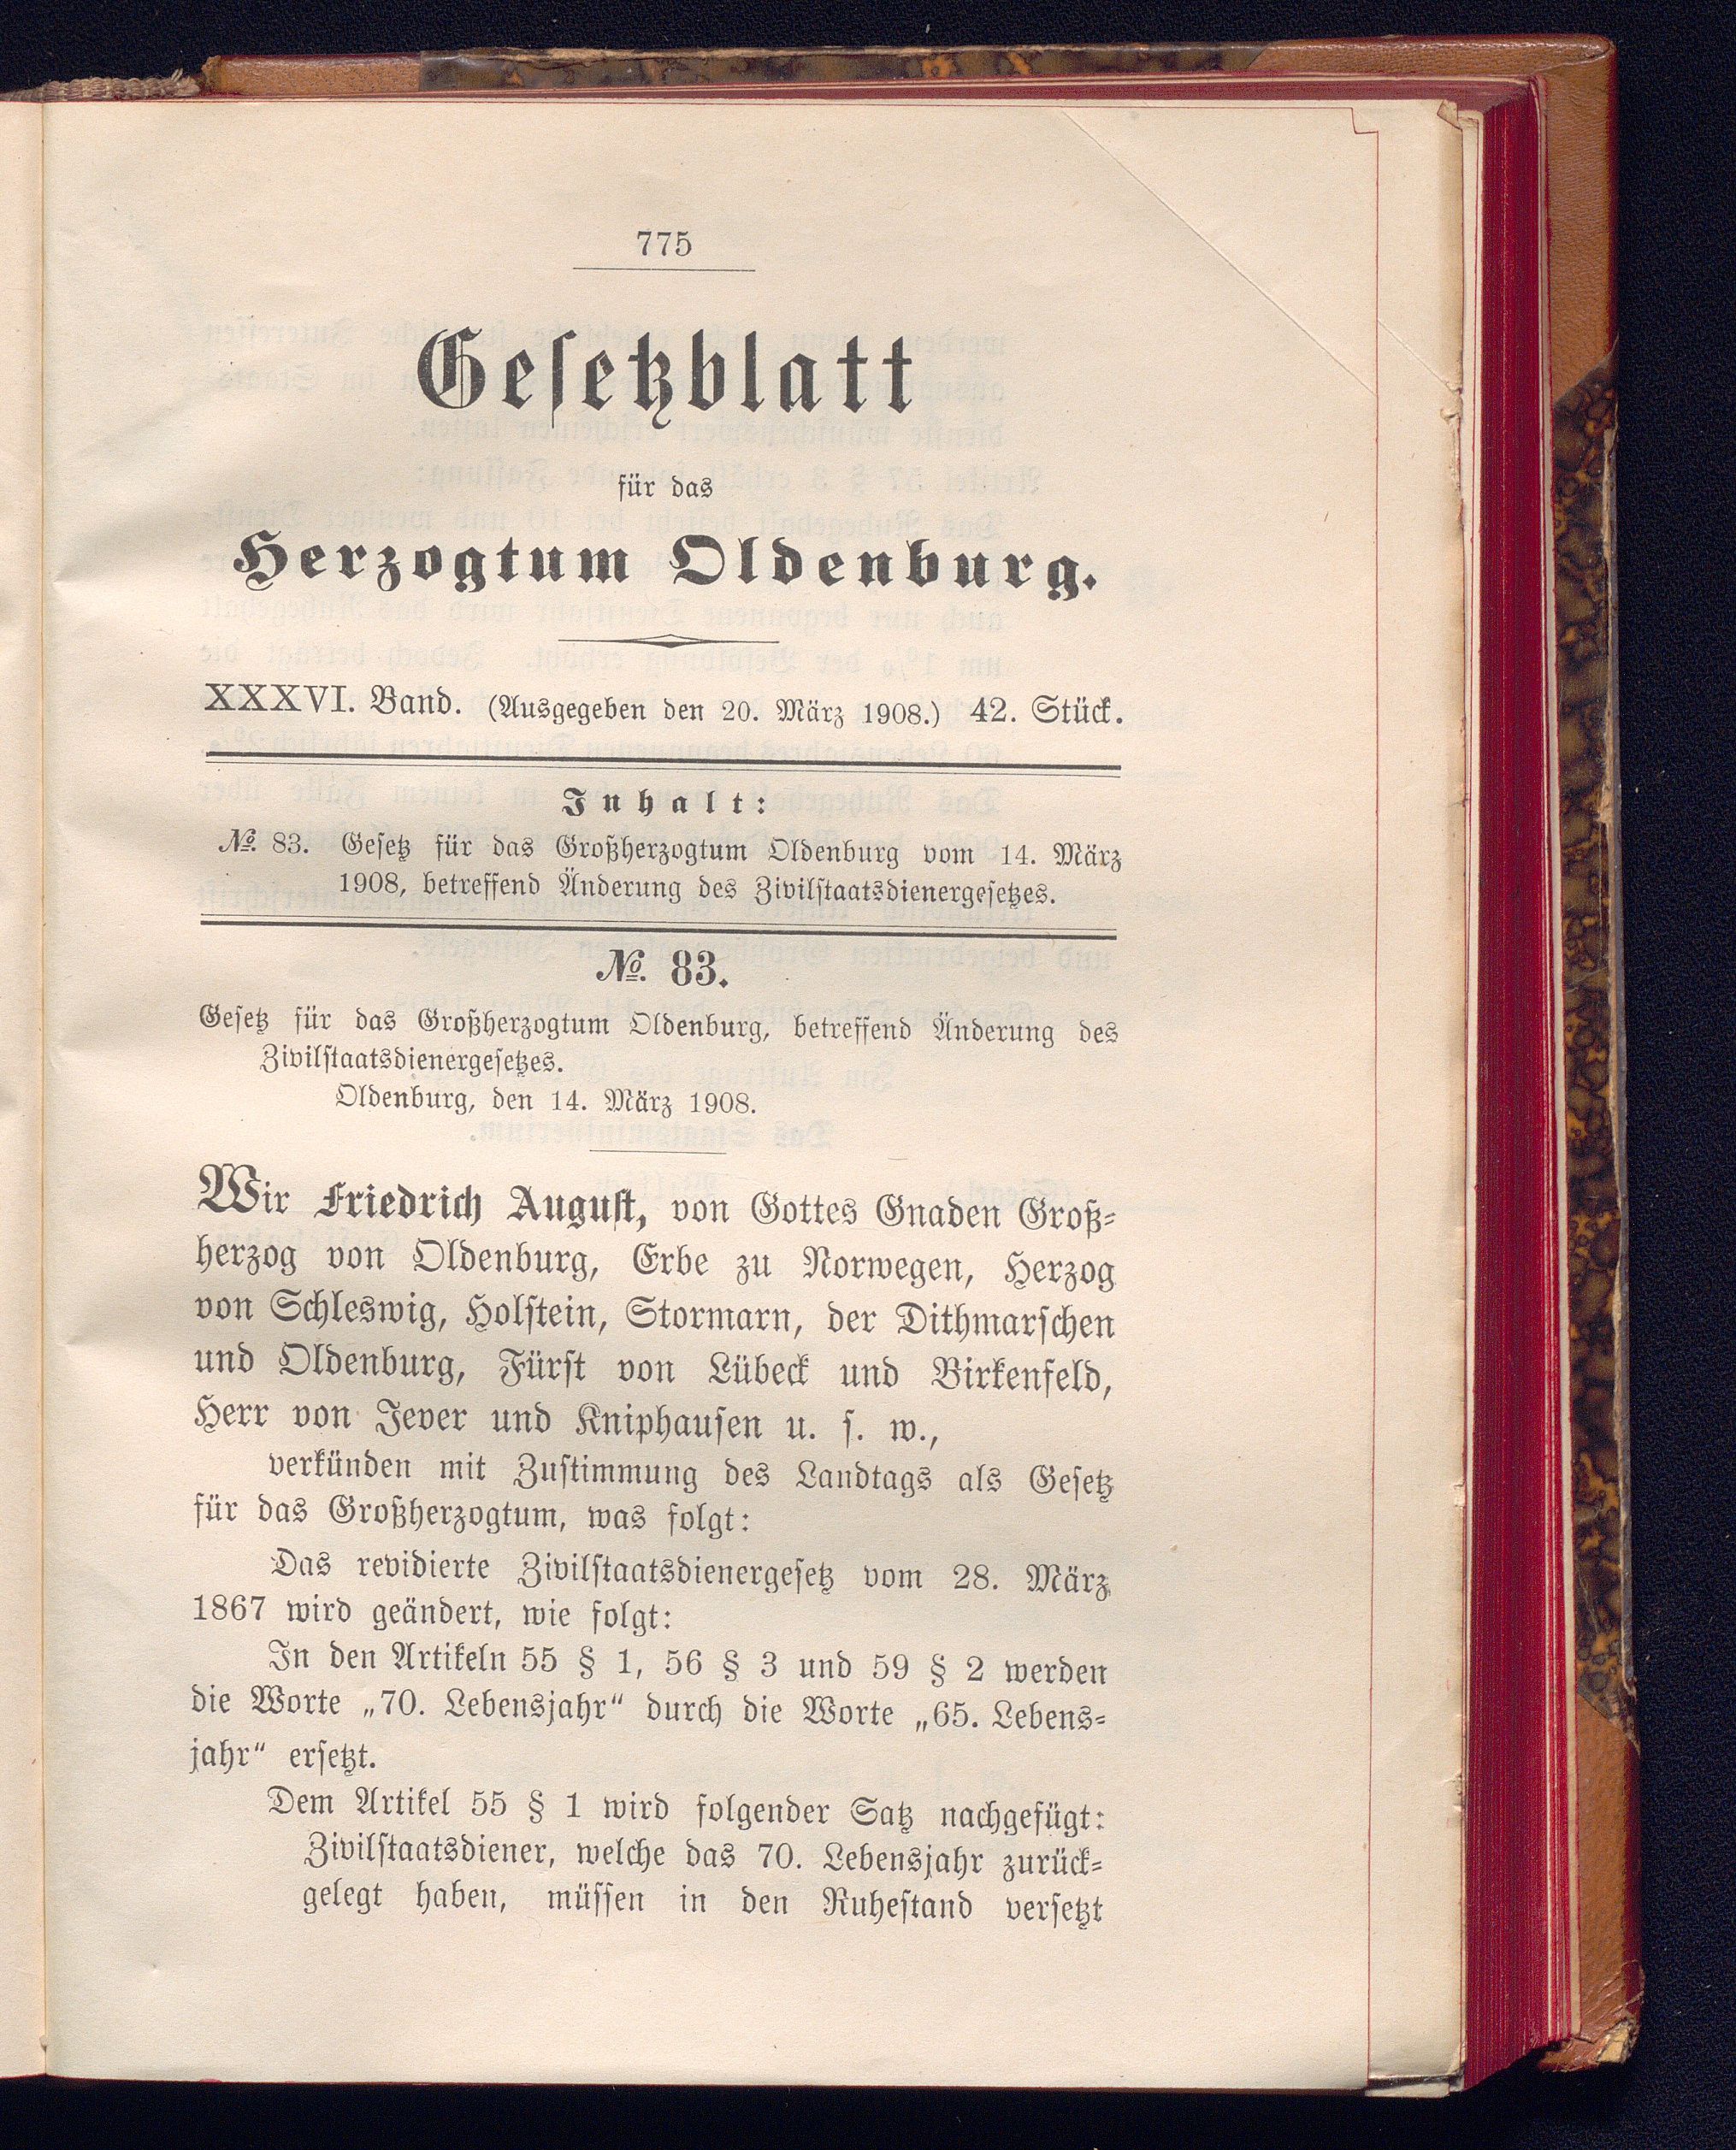 775
Gesetzblatt
für das
Herzogtum Oldenburg.
XXXVI. Band. (Ausgegeben den 20. März 1908.) 42. Stück.
Inhalt:
№. 83. Gesetz für das Großherzogtum Oldenburg vom 14. März
1908, betreffend Änderung des Zivilstaatsdienergesetzes.
№. 83.
Gesetz für das Großherzogtum Oldenburg, betreffend Änderung des
Zivilstaatsdienergesetzes.
Oldenburg, den 14. März 1908.
Wir Friedrich August, von Gottes Gnaden Groß-
herzog von Oldenburg, Erbe zu Norwegen, Herzog
von Schleswig, Holstein, Stormarn, der Dithmarschen
und Oldenburg, Fürst von Lübeck und Birkenfeld,
Herr von Jever und Kniphausen u. s. w.,
verkünden mit Zustimmung des Landtags als Gesetz
für das Großherzogtum, was folgt:
Das revidierte Zivilstaatsdienergesetz vom 28. März
1867 wird geändert, wie folgt:
In den Artikeln 55 § 1, 56 § 3 und 59 § 2 werden
die Worte „70. Lebensjahr“ durch die Worte „65. Lebens-
jahr“ ersetzt.
Dem Artikel 55 § 1 wird folgender Satz nachgefügt:
Zivilstaatsdiener, welche das 70. Lebensjahr zurück-
gelegt haben, müssen in den Ruhestand versetzt